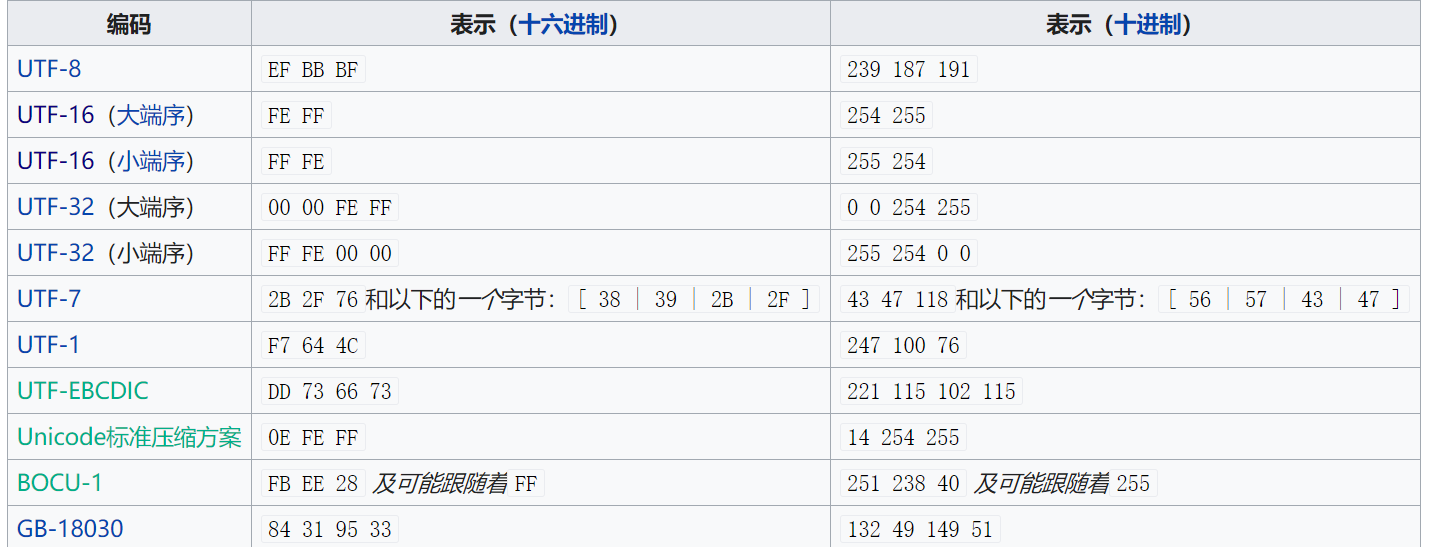 编码 表示（十六进制） 表示（十进制）
UTF-8 EF BB BF 239 187 191
UTF-16（大端序） FE FF 254 255
UTF-16（小端序） FF FE 255 254
UTF-32（大端序） 00 00 FE FF 0 0 254 255
UTF-32（小端序） FF FE 00 00 255 254 0 0
UTF-7 2B 2F 76 和以下的一个字节： [ 38 | 39 | 2B | 2F ] 43 47 118 和以下的一个字节： [ 56 | 57 | 43 | 47 ]
UTF-1 F7 64 4C 247 100 76
UTF-EBCDIC DD 73 66 73 221 115 102 115
Unicode标准压缩方案 0E FE FF 14 254 255
BOCU-1 FB EE 28 及可能跟随着 FF 251 238 40 及可能跟随着 255
GB-18030 84 31 95 33 132 49 149 51